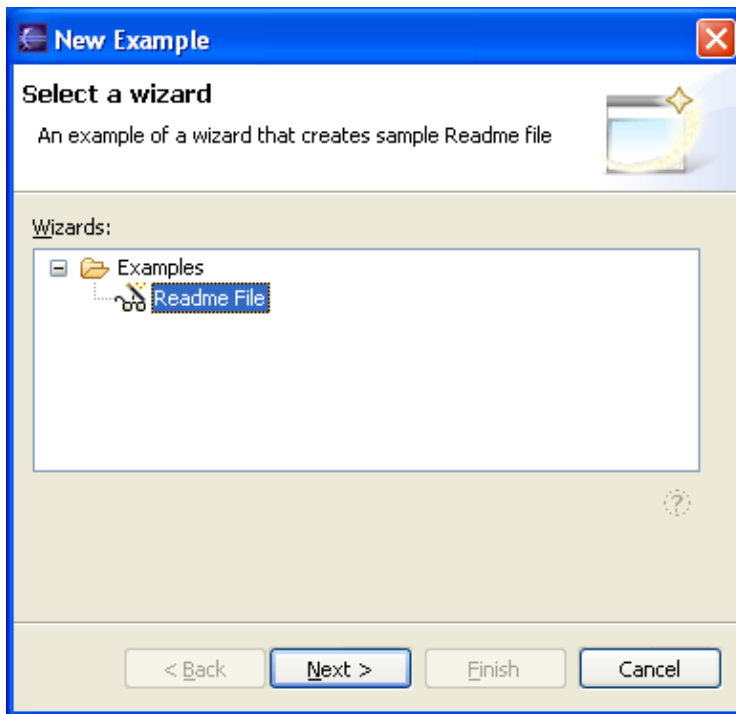 New Example
Select a wizard
An example of a wizard that creates sample Readme file
Wizards:
Examples
Readme File
?
< Back Next > Finish Cancel